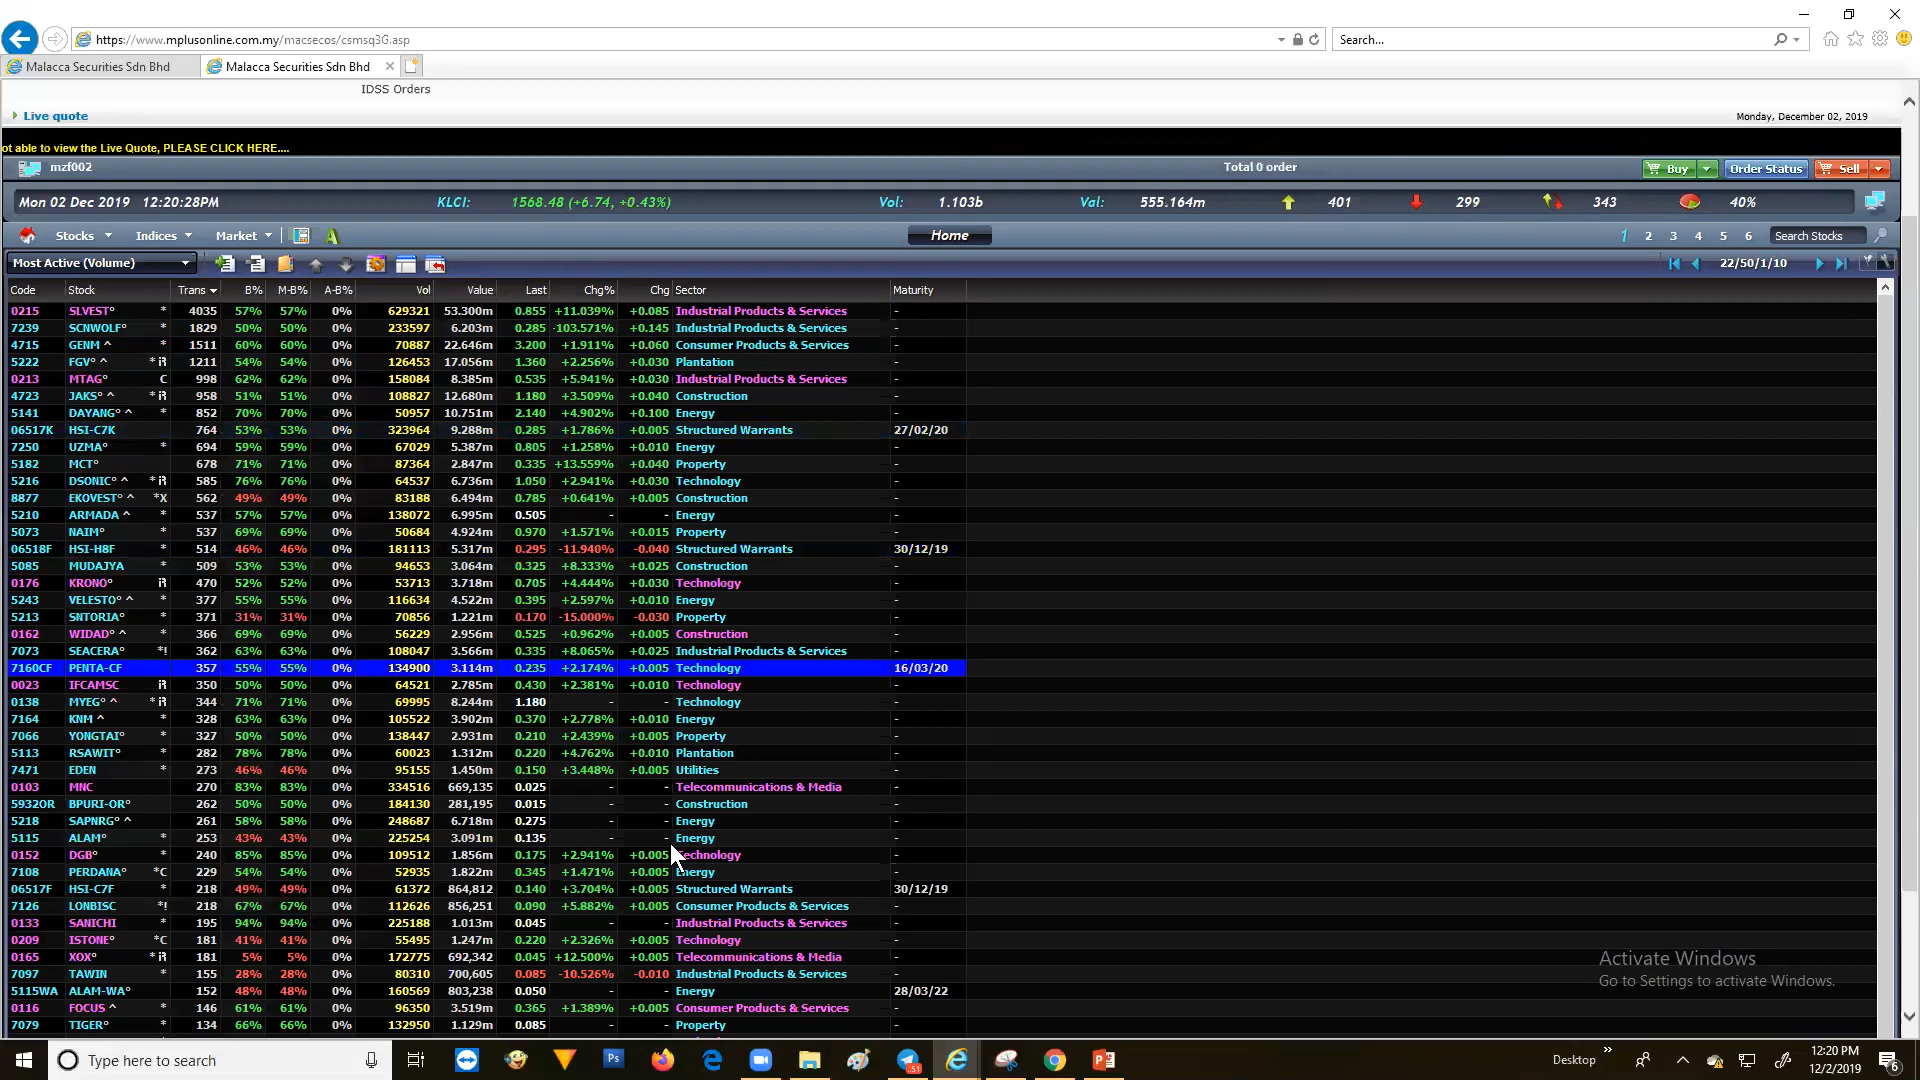 https://www.mplusonline.com.my/macsecos/csmsq3G.asp
Search...
Malacca Securities Sdn Bhd
Malacca Securities Sdn Bhd
IDSS Orders
Live quote
Monday, December 02, 2019
ot able to view the Live Quote, PLEASE CLICK HERE....
mzf002 Total 0 order Buy Order Status Sell
Mon 02 Dec 2019 12:20:28PM KLCI: 1568.48 (+6.74, +0.43%) Vol: 1.103b Val: 555.164m 401 299 343 40%
Stocks Indices Market A Home 1 2 3 4 5 6 Search Stocks
Most Active (Volume) 22/50/1/10
Code Stock Trans B% M-B% A-B% Vol Value Last Chg% Chg Sector Maturity
0215 SLVEST° * 4035 57% 57% 0% 629321 53.300m 0.855 +11.039% +0.085 Industrial Products & Services -
7239 SCNWOLF° * 1829 50% 50% 0% 233597 6.203m 0.285 -103.571% +0.145 Industrial Products & Services -
4715 GENM ^ * 1511 60% 60% 0% 70887 22.646m 3.200 +1.911% +0.060 Consumer Products & Services -
5222 FGV° ^ *iR 1211 54% 54% 0% 126453 17.056m 1.360 +2.256% +0.030 Plantation -
0213 MTAG° C 998 62% 62% 0% 158084 8.385m 0.535 +5.941% +0.030 Industrial Products & Services -
4723 JAKS° ^ *iR 958 51% 51% 0% 108827 12.680m 1.180 +3.509% +0.040 Construction -
5141 DAYANG° ^ * 852 70% 70% 0% 50957 10.751m 2.140 +4.902% +0.100 Energy -
06517K HSI-C7K 764 53% 53% 0% 323964 9.288m 0.285 +1.786% +0.005 Structured Warrants 27/02/20
7250 UZMA° * 694 59% 59% 0% 67029 5.387m 0.805 +1.258% +0.010 Energy -
5182 MCT° 678 71% 71% 0% 87364 2.847m 0.335 +13.559% +0.040 Property -
5216 DSONIC° ^ *iR 585 76% 76% 0% 64537 6.736m 1.050 +2.941% +0.030 Technology -
8877 EKOVEST° ^ *X 562 49% 49% 0% 83188 6.494m 0.785 +0.641% +0.005 Construction -
5210 ARMADA ^ * 537 57% 57% 0% 138072 6.995m 0.505 - - Energy -
5073 NAIM° * 537 69% 69% 0% 50684 4.924m 0.970 +1.571% +0.015 Property -
06518F HSI-H8F * 514 46% 46% 0% 181113 5.317m 0.295 -11.940% -0.040 Structured Warrants 30/12/19
5085 MUDAJYA * 509 53% 53% 0% 94653 3.064m 0.325 +8.333% +0.025 Construction -
0176 KRONO° iR 470 52% 52% 0% 53713 3.718m 0.705 +4.444% +0.030 Technology -
5243 VELESTO° ^ * 377 55% 55% 0% 116634 4.522m 0.395 +2.597% +0.010 Energy -
5213 SNTORIA° * 371 31% 31% 0% 70856 1.221m 0.170 -15.000% -0.030 Property -
0162 WIDAD° ^ * 366 69% 69% 0% 56229 2.956m 0.525 +0.962% +0.005 Construction -
7073 SEACERA° *! 362 63% 63% 0% 108047 3.566m 0.335 +8.065% +0.025 Industrial Products & Services -
7160CF PENTA-CF 357 55% 55% 0% 134900 3.114m 0.235 +2.174% +0.005 Technology 16/03/20
0023 IFCAMSC iR 350 50% 50% 0% 64521 2.785m 0.430 +2.381% +0.010 Technology -
0138 MYEG° ^ *iR 344 71% 71% 0% 69995 8.244m 1.180 - - Technology -
7164 KNM ^ * 328 63% 63% 0% 105522 3.902m 0.370 +2.778% +0.010 Energy -
7066 YONGTAI° * 327 50% 50% 0% 138447 2.931m 0.210 +2.439% +0.005 Property -
5113 RSAWIT° * 282 78% 78% 0% 60023 1.312m 0.220 +4.762% +0.010 Plantation -
7471 EDEN * 273 46% 46% 0% 95155 1.450m 0.150 +3.448% +0.005 Utilities -
0103 MNC 270 83% 83% 0% 334516 669,135 0.025 - - Telecommunications & Media -
5932OR BPURI-OR° 262 50% 50% 0% 184130 281,195 0.015 - - Construction -
5218 SAPNRG° ^ 261 58% 58% 0% 248687 6.718m 0.275 - - Energy -
5115 ALAM° * 253 43% 43% 0% 225254 3.091m 0.135 - - Energy -
0152 DGB° * 240 85% 85% 0% 109512 1.856m 0.175 +2.941% +0.005 Technology -
7108 PERDANA° *C 229 54% 54% 0% 52935 1.822m 0.345 +1.471% +0.005 Energy -
06517F HSI-C7F * 218 49% 49% 0% 61372 864,812 0.140 +3.704% +0.005 Structured Warrants 30/12/19
7126 LONBISC *! 218 67% 67% 0% 112626 856,251 0.090 +5.882% +0.005 Consumer Products & Services -
0133 SANICHI * 195 94% 94% 0% 225188 1.013m 0.045 - - Industrial Products & Services -
0209 ISTONE° *C 181 41% 41% 0% 55495 1.247m 0.220 +2.326% +0.005 Technology -
0165 XOX° *iR 181 5% 5% 0% 172775 692,342 0.045 +12.500% +0.005 Telecommunications & Media -
7097 TAWIN * 155 28% 28% 0% 80310 700,605 0.085 -10.526% -0.010 Industrial Products & Services -
5115WA ALAM-WA° 152 48% 48% 0% 160569 803,238 0.050 - - Energy 28/03/22
0116 FOCUS ^ * 146 61% 61% 0% 96350 3.519m 0.365 +1.389% +0.005 Consumer Products & Services -
7079 TIGER° * 134 66% 66% 0% 132950 1.129m 0.085 - - Property -
Activate Windows
Go to Settings to activate Windows.
Type here to search
Ps
51
Desktop
12:20 PM
12/2/2019
6